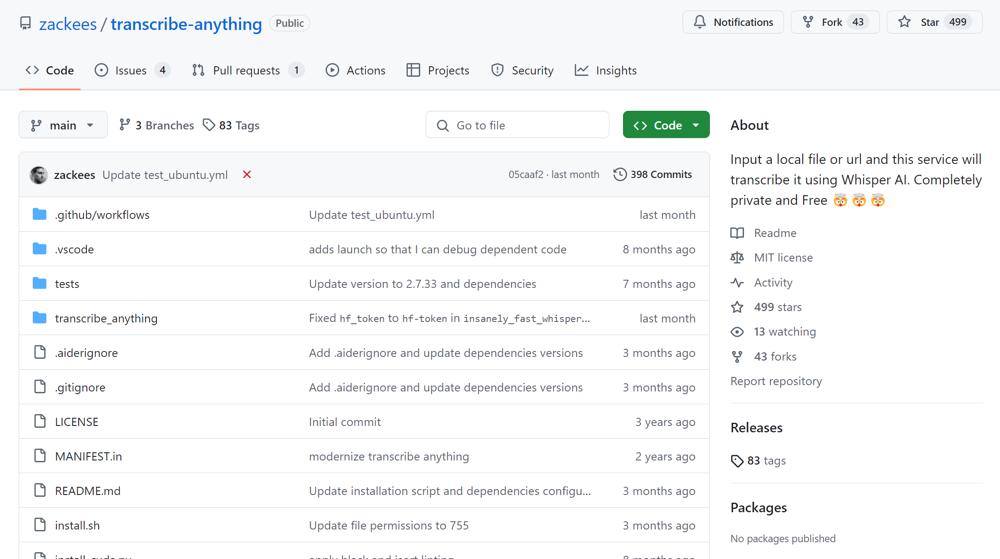 zackees / transcribe-anything Public
Notifications Fork 43 Star 499
Code Issues 4 Pull requests 1 Actions Projects Security Insights
main 3 Branches 83 Tags Go to file Code
zackees Update test_ubuntu.yml 05caaf2 · last month 398 Commits
.github/workflows Update test_ubuntu.yml last month
.vscode adds launch so that I can debug dependent code 8 months ago
tests Update version to 2.7.33 and dependencies 7 months ago
transcribe_anything Fixed hf_token to hf-token in insanely_fast_whisper... last month
.aiderignore Add .aiderignore and update dependencies versions 3 months ago
.gitignore Add .aiderignore and update dependencies versions 3 months ago
LICENSE Initial commit 3 years ago
MANIFEST.in modernize transcribe anything 2 years ago
README.md Update installation script and dependencies configu... 3 months ago
install.sh Update file permissions to 755 3 months ago
About
Input a local file or url and this service will
transcribe it using Whisper AI. Completely
private and Free 🤯 🤯 🤯
Readme
MIT license
Activity
499 stars
13 watching
43 forks
Report repository
Releases
83 tags
Packages
No packages published